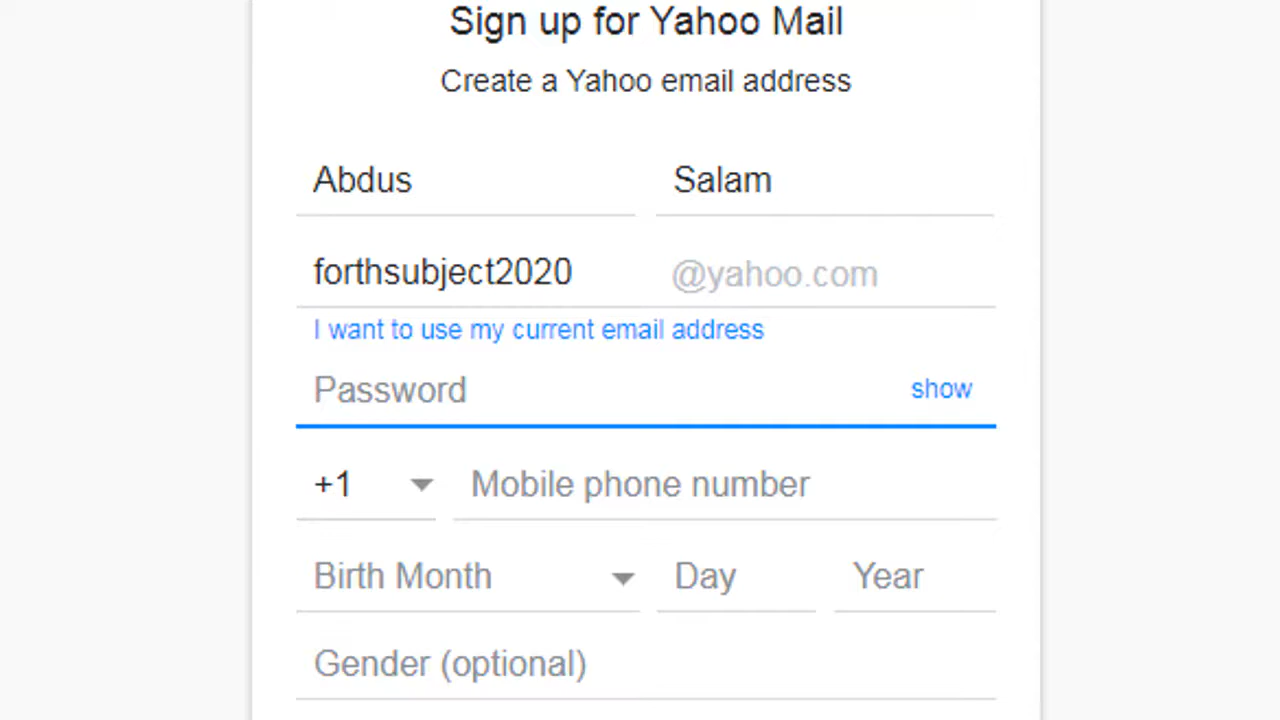 Sign up for Yahoo Mail
Create a Yahoo email address
Abdus Salam
forthsubject2020 @yahoo.com
I want to use my current email address
Password show
+1 Mobile phone number
Birth Month Day Year
Gender (optional)